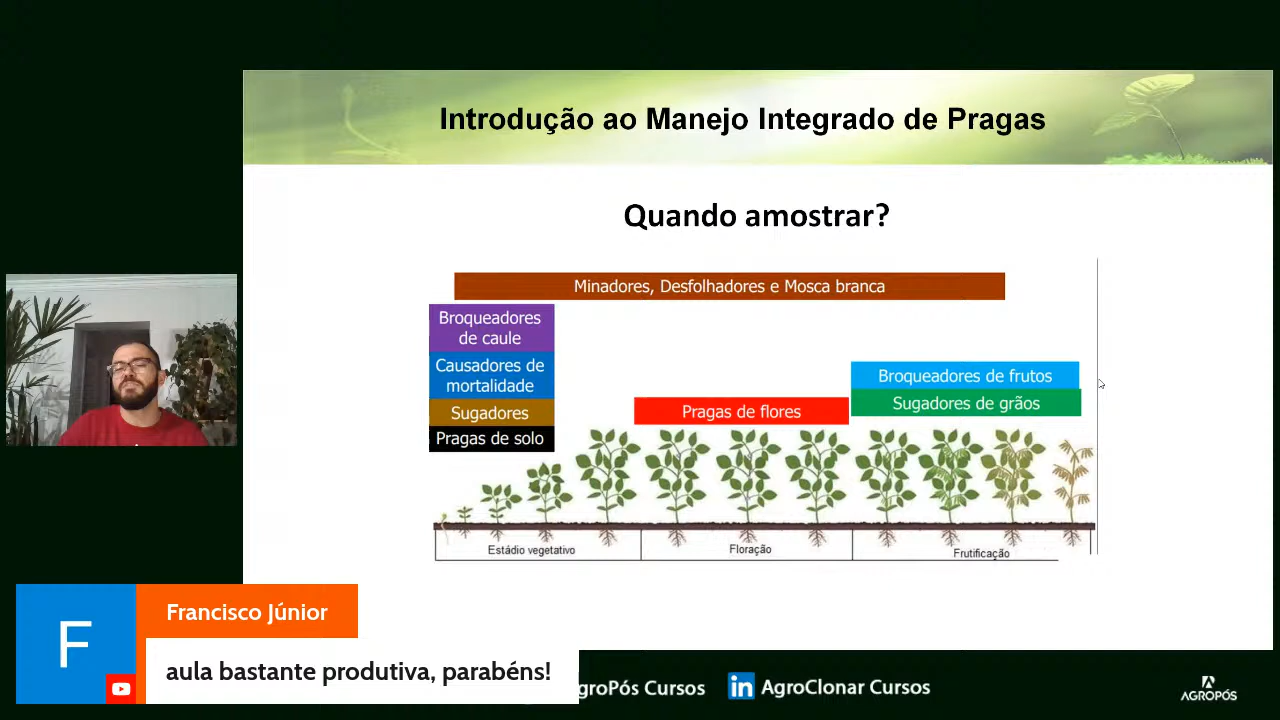 Introdução ao Manejo Integrado de Pragas
Quando amostrar?
Minadores, Desfolhadores e Mosca branca
Broqueadores
de caule
Causadores de
mortalidade
Sugadores
Pragas de solo
Pragas de flores
Broqueadores de frutos
Sugadores de grãos
Estádio vegetativo
Floração
Frutificação
F
Francisco Júnior
aula bastante produtiva, parabéns!
groPós Cursos
in AgroClonar Cursos
AGROPÓS